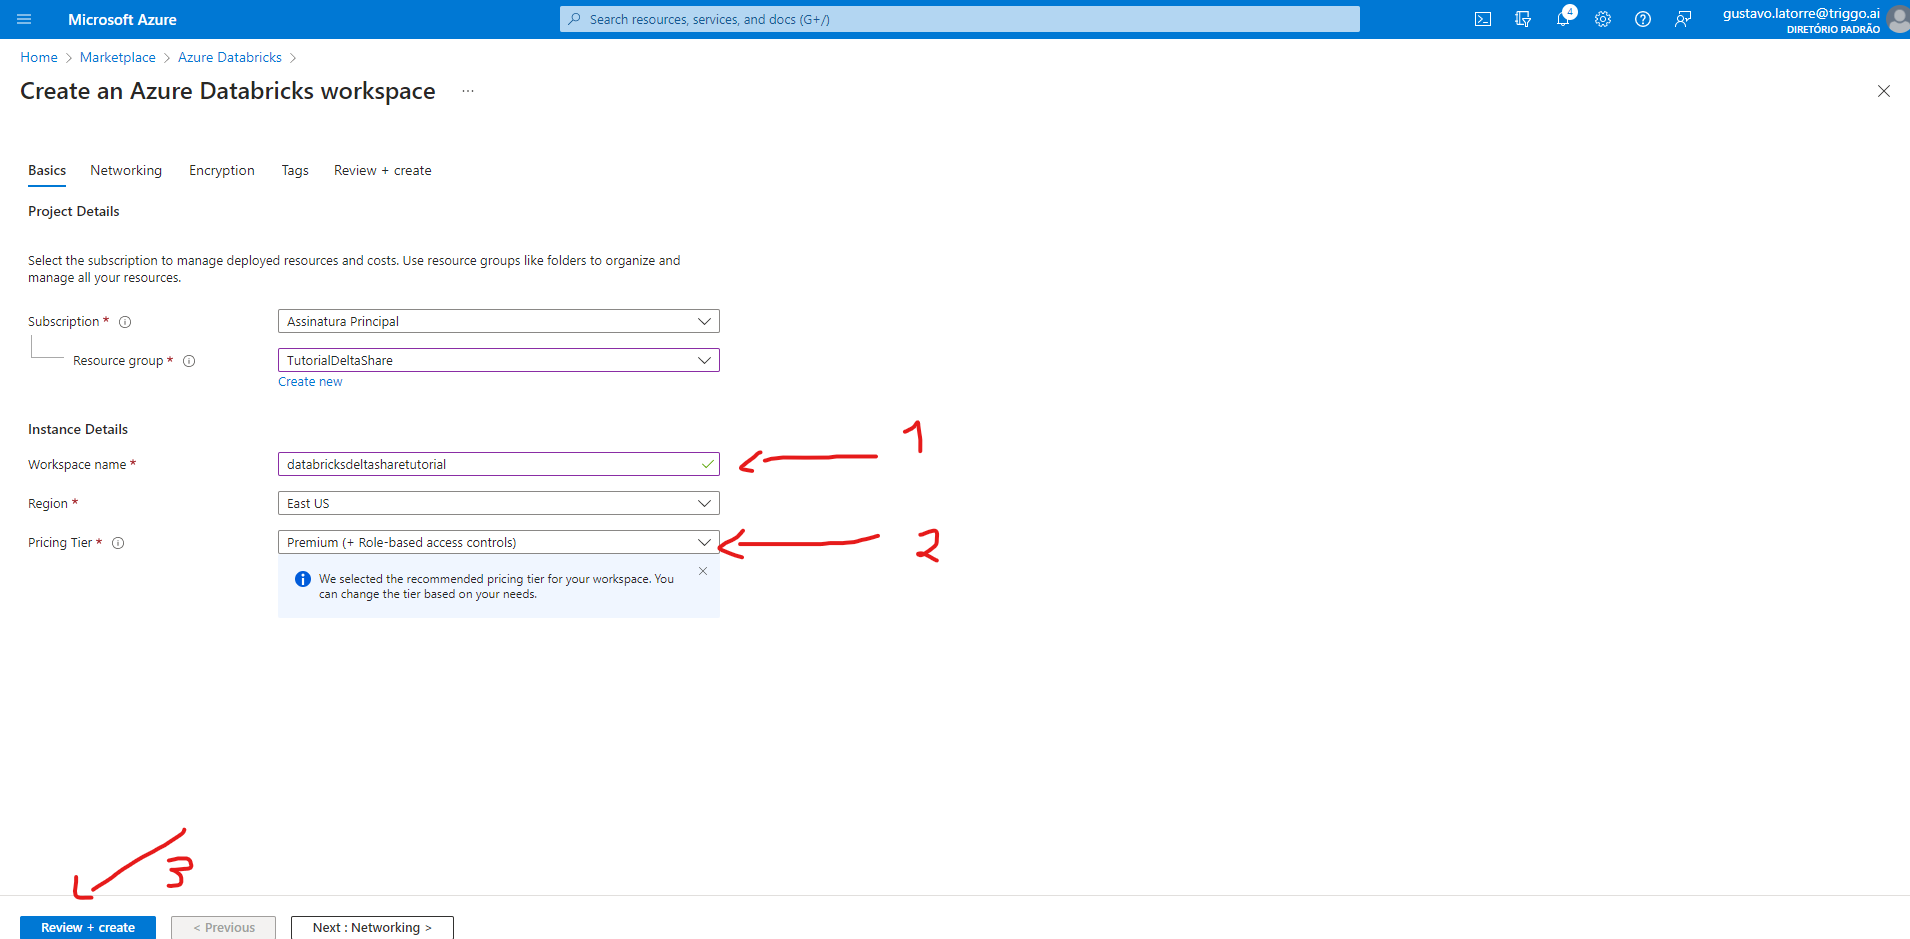 Microsoft Azure
Search resources, services, and docs (G+/)
4
gustavo.latorre@triggo.ai
DIRETÓRIO PADRÃO
Home > Marketplace > Azure Databricks >
Create an Azure Databricks workspace ...
Basics Networking Encryption Tags Review + create
Project Details
Select the subscription to manage deployed resources and costs. Use resource groups like folders to organize and
manage all your resources.
Subscription * Assinatura Principal
Resource group * TutorialDeltaShare
Create new
Instance Details
1
Workspace name * databricksdeltasharetutorial
Region * East US
Pricing Tier * Premium (+ Role-based access controls)
2
We selected the recommended pricing tier for your workspace. You
can change the tier based on your needs.
3
Review + create < Previous Next : Networking >